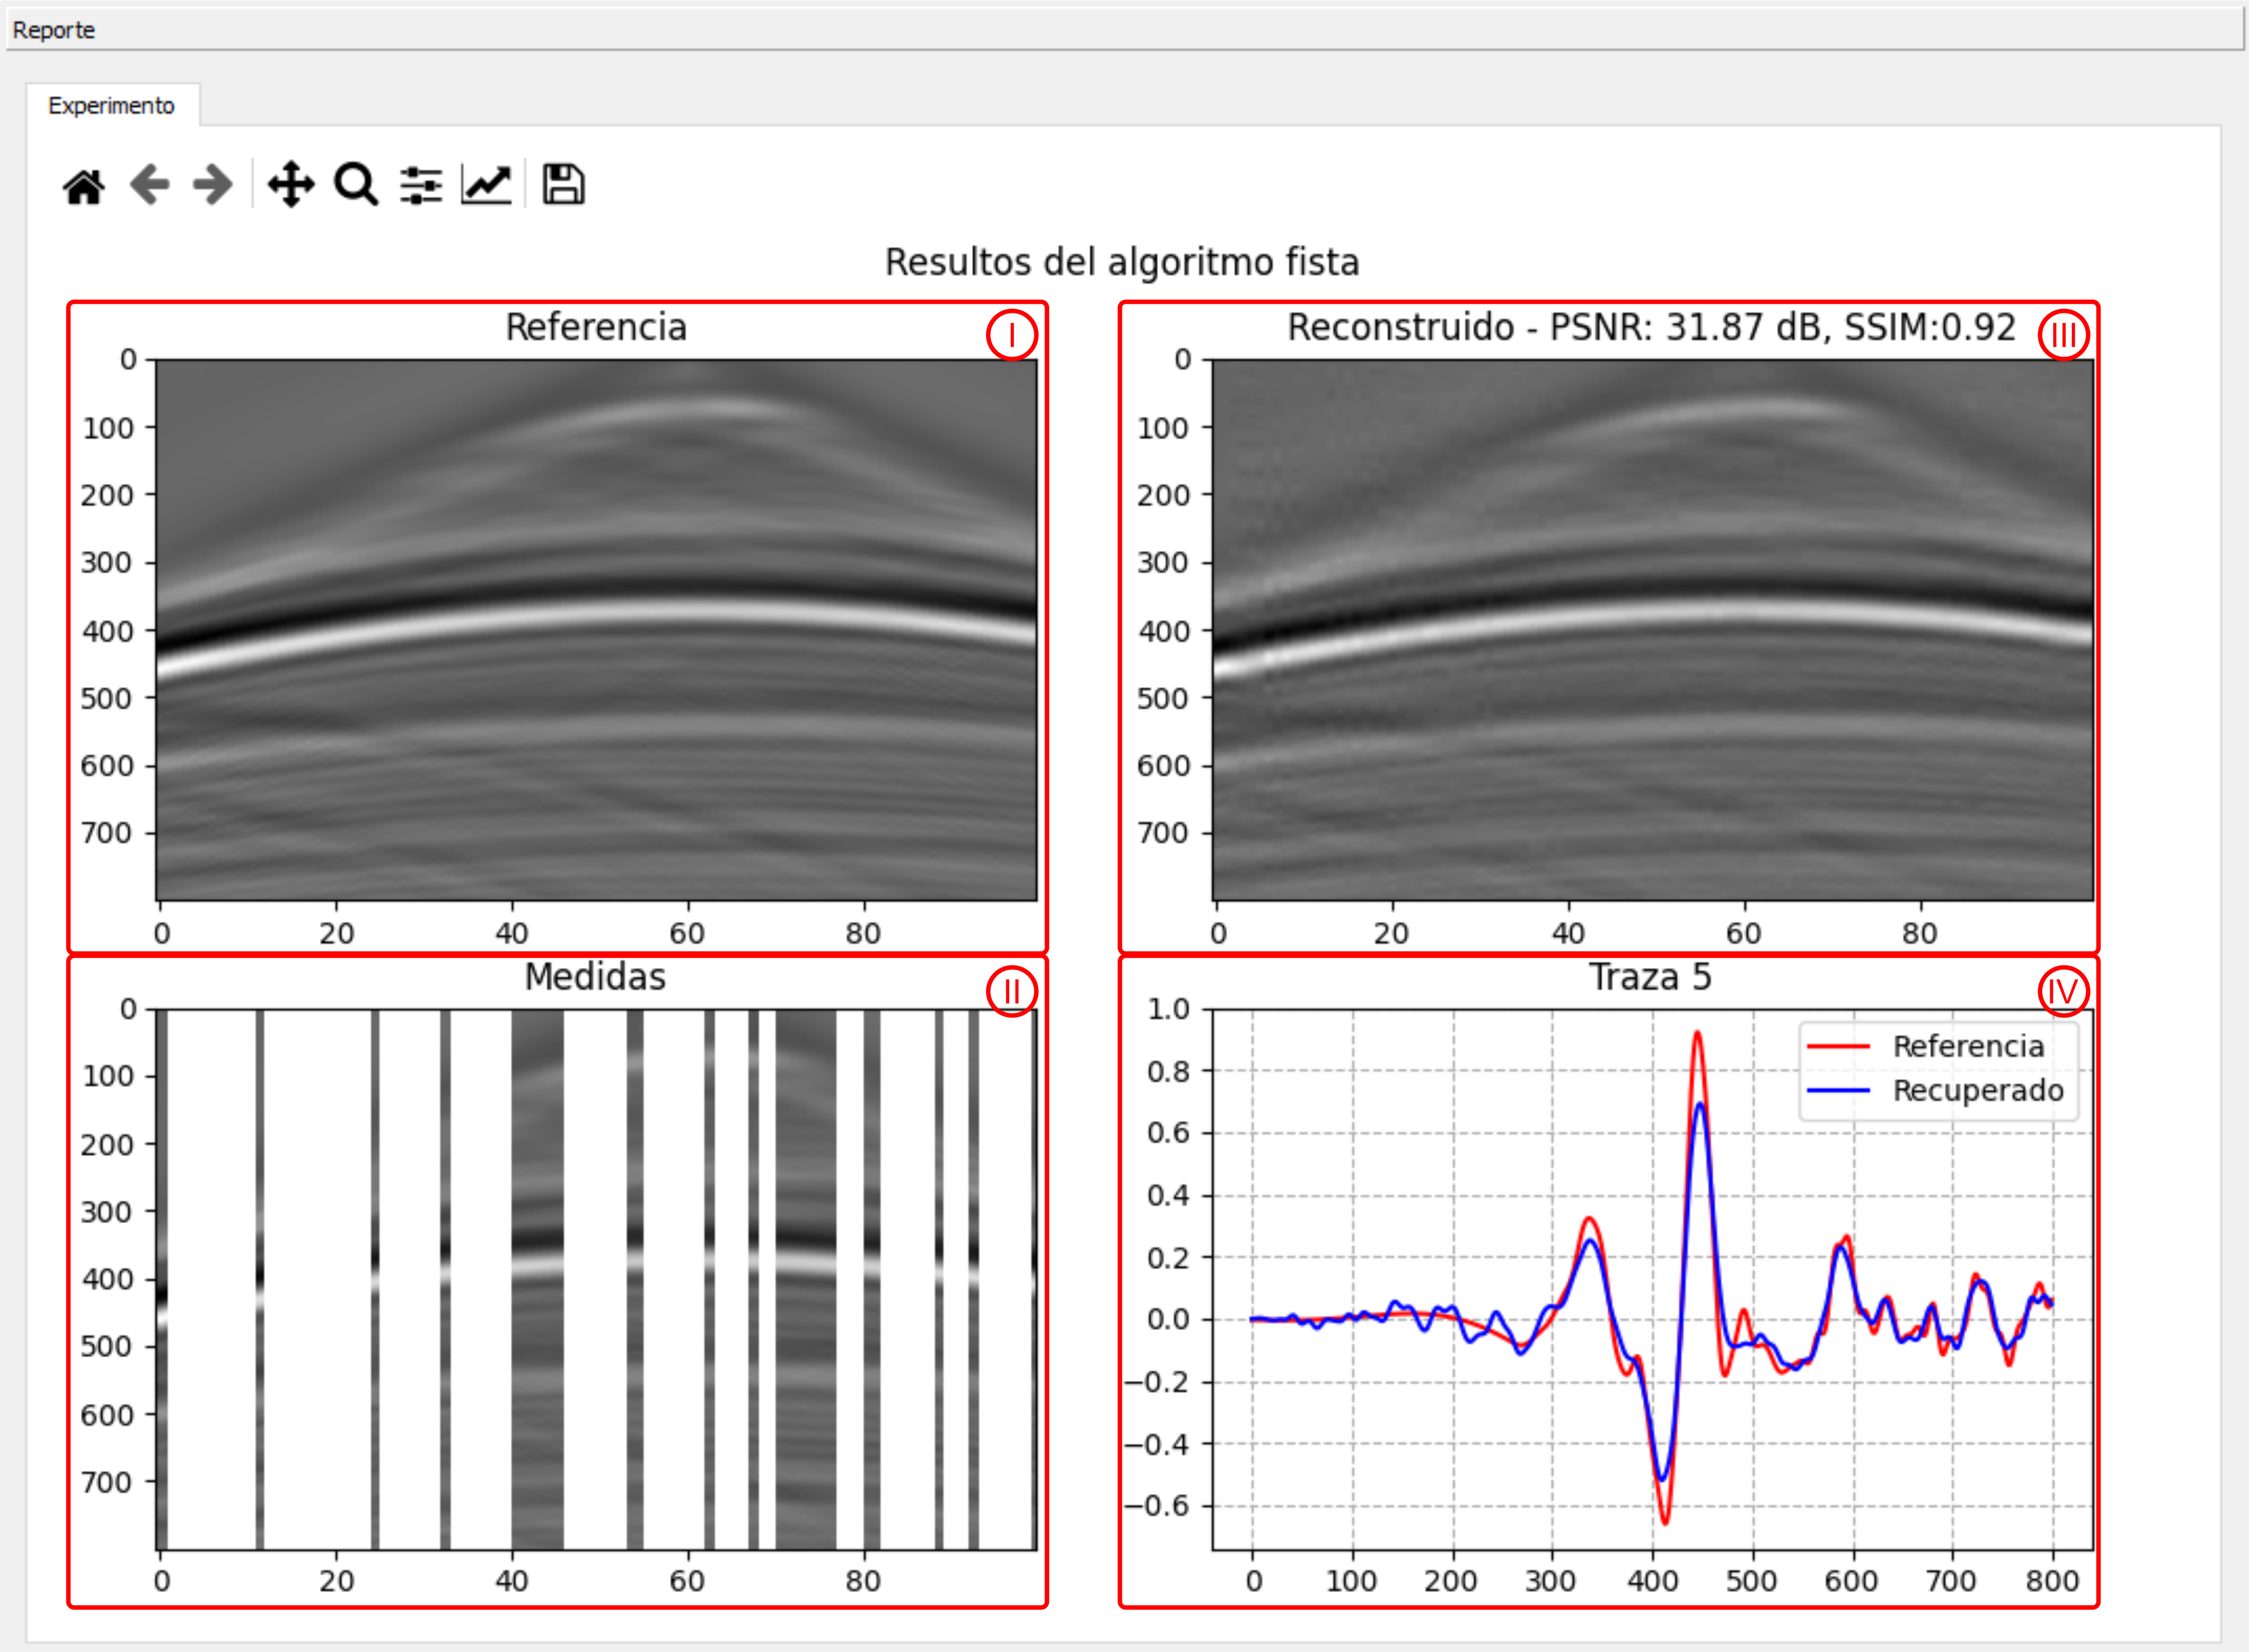 Reporte
Experimento
Resultos del algoritmo fista
Referencia
I
0
100
200
300
400
500
600
700
0 20 40 60 80
Medidas
II
0
100
200
300
400
500
600
700
0 20 40 60 80
Reconstruido - PSNR: 31.87 dB, SSIM:0.92
III
0
100
200
300
400
500
600
700
0 20 40 60 80
Traza 5
IV
1.0
0.8
0.6
0.4
0.2
0.0
−0.2
−0.4
−0.6
Referencia
Recuperado
0 100 200 300 400 500 600 700 800